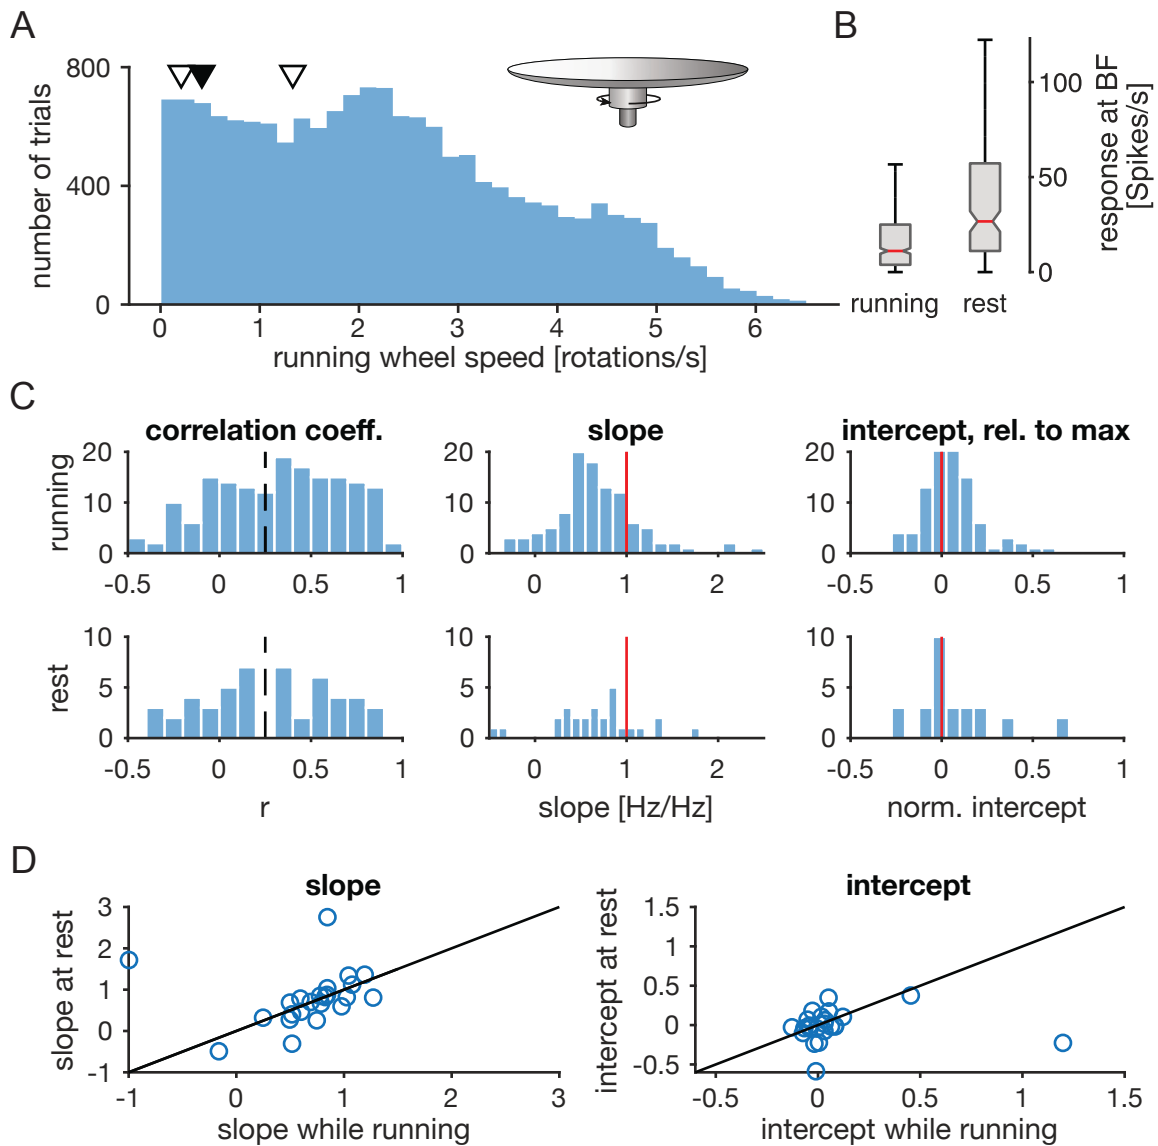 A
B
800
400
0
number of trials
0 1 2 3 4 5 6
running wheel speed [rotations/s]
100
50
0
response at BF
[Spikes/s]
running rest
C
correlation coeff. slope intercept, rel. to max
running
20
10
0
-0.5 0 0.5 1
20
10
0
0 1 2
20
10
0
-0.5 0 0.5 1
rest
10
5
0
-0.5 0 0.5 1
r
10
5
0
0 1 2
slope [Hz/Hz]
10
5
0
-0.5 0 0.5 1
norm. intercept
D
slope
slope at rest
3
2
1
0
-1
-1 0 1 2 3
slope while running
intercept
intercept at rest
1.5
1
0.5
0
-0.5
-0.5 0 0.5 1 1.5
intercept while running